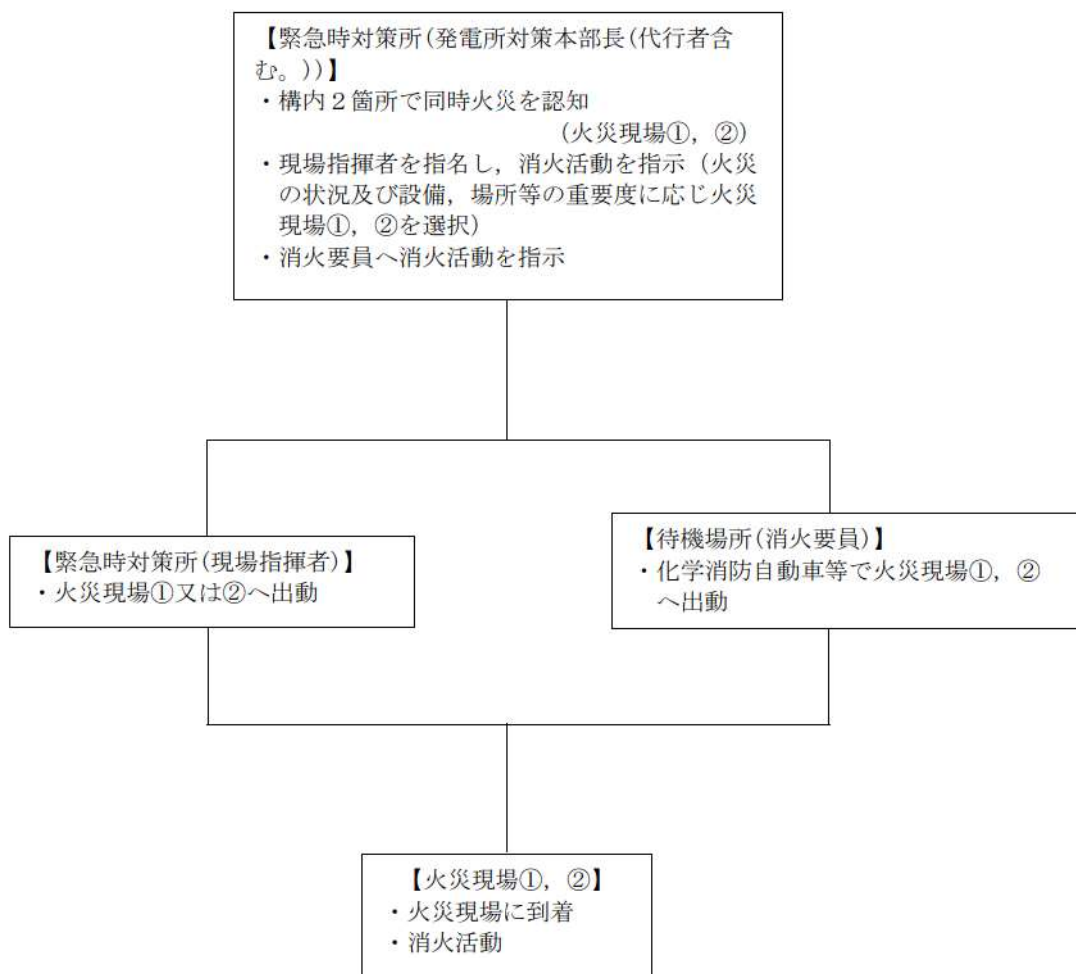 【緊急時対策所(発電所対策本部長(代行者含
む。))】
・構内２箇所で同時火災を認知
(火災現場①，②)
・現場指揮者を指名し，消火活動を指示（火災
の状況及び設備，場所等の重要度に応じ火災
現場①，②を選択）
・消火要員へ消火活動を指示
【緊急時対策所(現場指揮者)】
・火災現場①又は②へ出動
【待機場所(消火要員)】
・化学消防自動車等で火災現場①，②
へ出動
【火災現場①，②】
・火災現場に到着
・消火活動